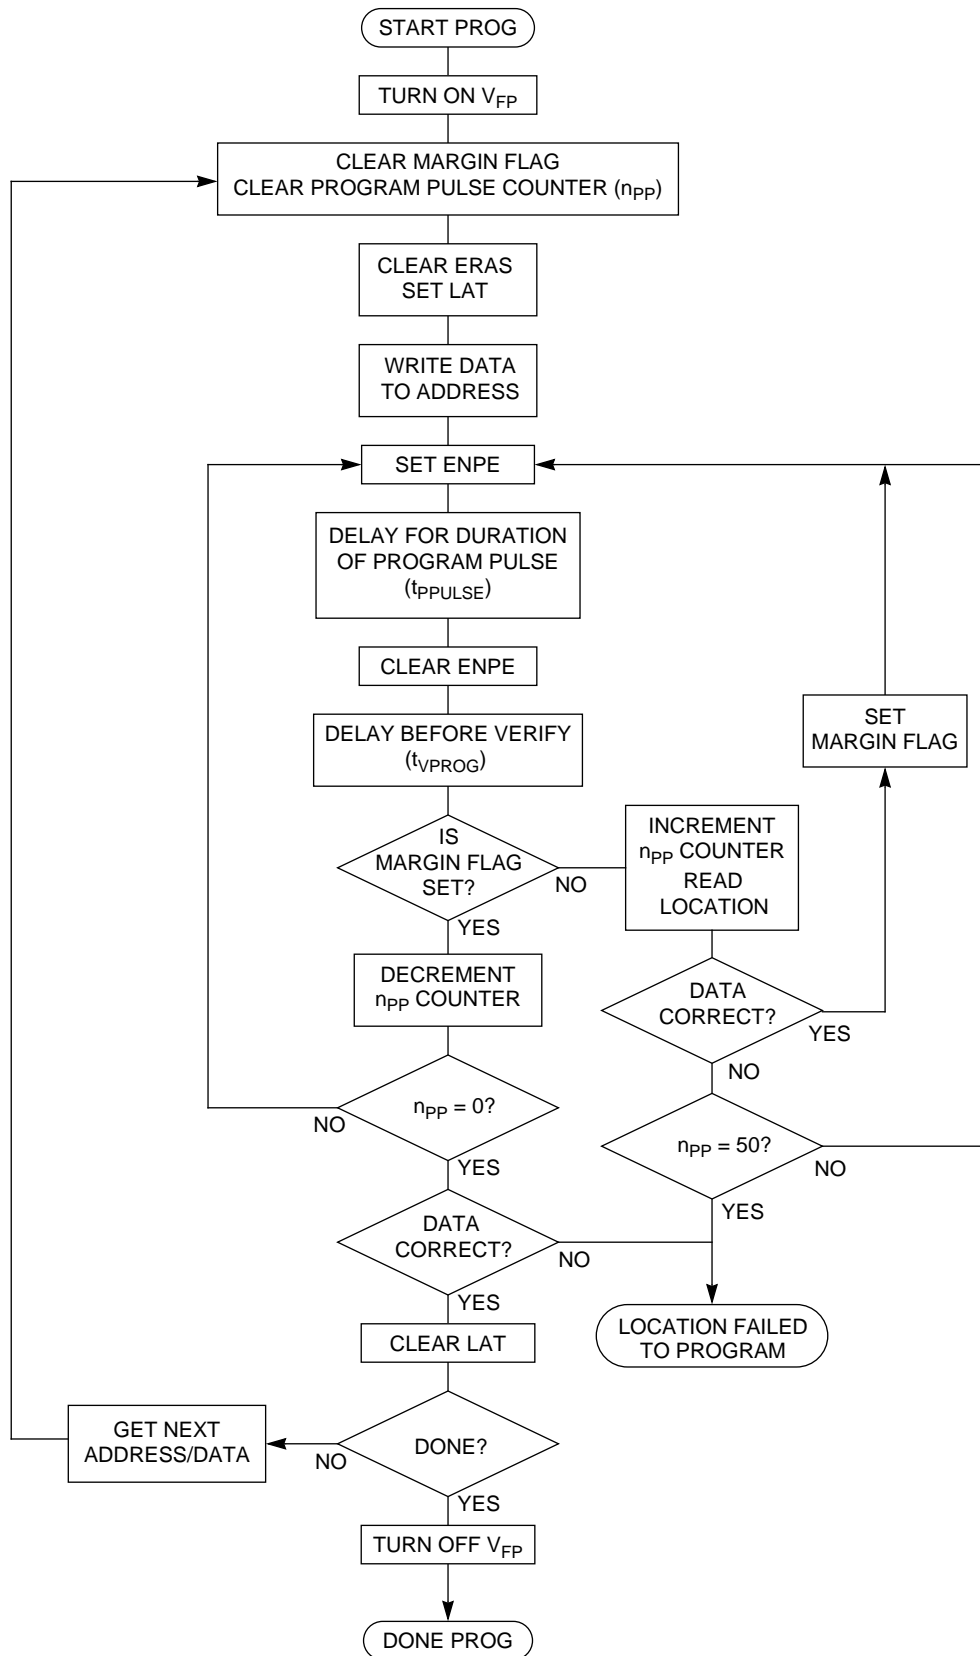 START PROG
TURN ON VFP
CLEAR MARGIN FLAG
CLEAR PROGRAM PULSE COUNTER (nPP)
CLEAR ERAS
SET LAT
WRITE DATA
TO ADDRESS
SET ENPE
DELAY FOR DURATION
OF PROGRAM PULSE
(tPPULSE)
CLEAR ENPE
DELAY BEFORE VERIFY
(tVPROG)
SET
MARGIN FLAG
IS
MARGIN FLAG
SET?
NO
YES
INCREMENT
nPP COUNTER
READ
LOCATION
DECREMENT
nPP COUNTER
DATA
CORRECT?
YES
NO
nPP = 0?
NO
YES
nPP = 50?
NO
YES
DATA
CORRECT?
NO
YES
LOCATION FAILED
TO PROGRAM
CLEAR LAT
GET NEXT
ADDRESS/DATA
DONE?
NO
YES
TURN OFF VFP
DONE PROG